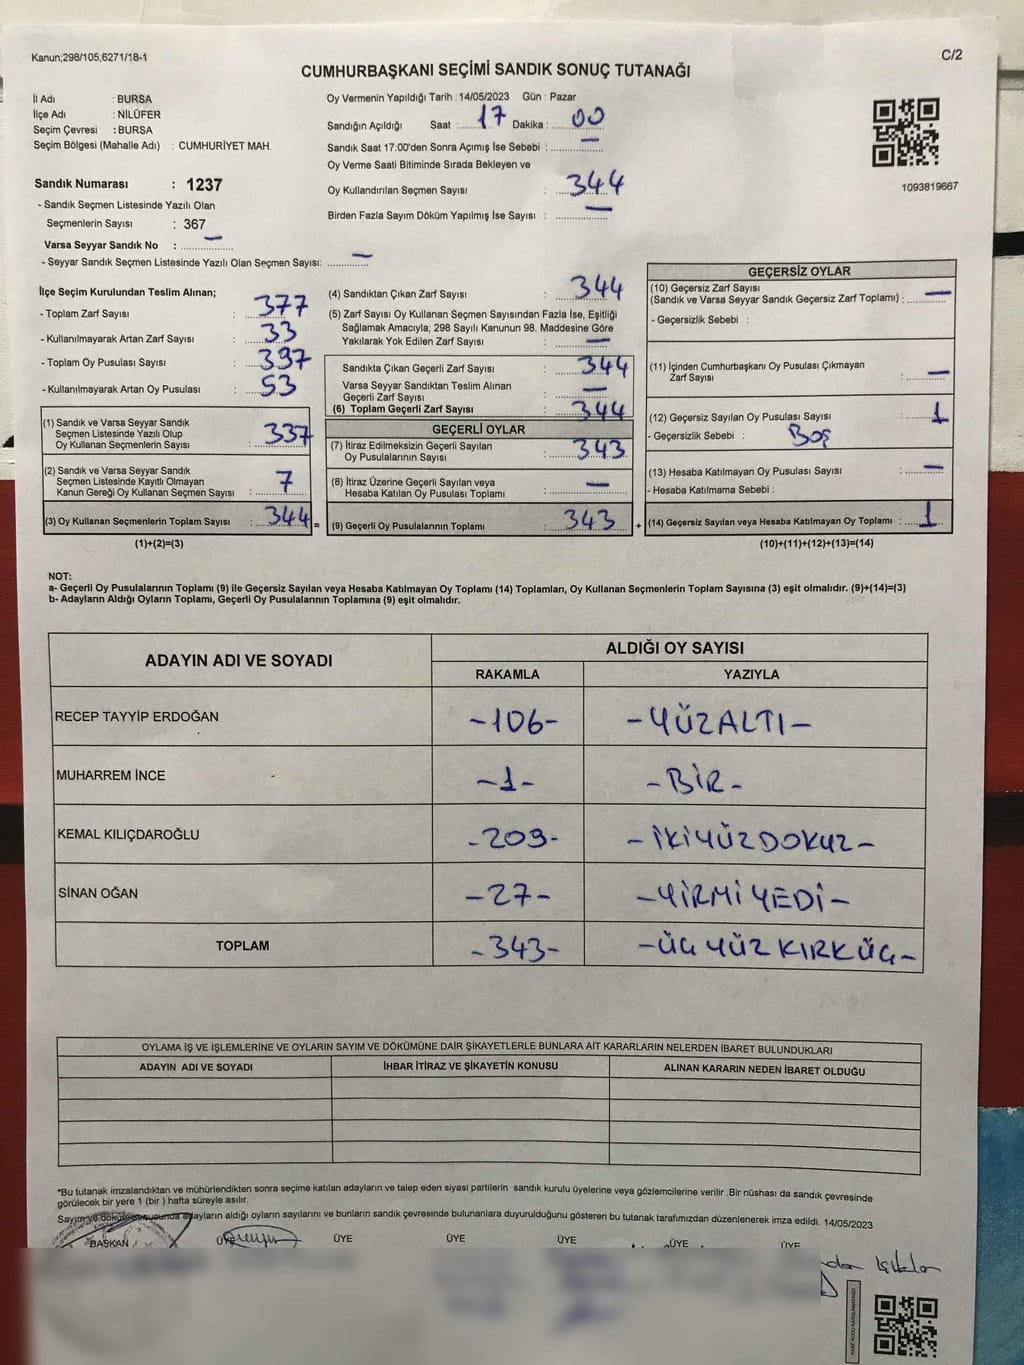 Kanun;298/105,6271/18-1
C/2
CUMHURBAŞKANI SEÇİMİ SANDIK SONUÇ TUTANAĞI
İl Adı : BURSA
İlçe Adı : NİLÜFER
Seçim Çevresi : BURSA
Seçim Bölgesi (Mahalle Adı) : CUMHURİYET MAH.
Sandık Numarası : 1237
- Sandık Seçmen Listesinde Yazılı Olan
Seçmenlerin Sayısı : 367
Varsa Seyyar Sandık No : —
- Seyyar Sandık Seçmen Listesinde Yazılı Olan Seçmen Sayısı: —
Oy Vermenin Yapıldığı Tarih : 14/05/2023 Gün : Pazar
Sandığın Açıldığı Saat : 17 Dakika : 00
Sandık Saat 17:00'den Sonra Açımış İse Sebebi : —
Oy Verme Saati Bitiminde Sırada Bekleyen ve
Oy Kullandırılan Seçmen Sayısı : 344
Birden Fazla Sayım Döküm Yapılmış İse Sayısı : —
1093819667
İlçe Seçim Kurulundan Teslim Alınan;
- Toplam Zarf Sayısı : 377
- Kullanılmayarak Artan Zarf Sayısı : 33
- Toplam Oy Pusulası Sayısı : 397
- Kullanılmayarak Artan Oy Pusulası : 53
(1) Sandık ve Varsa Seyyar Sandık
Seçmen Listesinde Yazılı Olup
Oy Kullanan Seçmenlerin Sayısı : 337
(2) Sandık ve Varsa Seyyar Sandık
Seçmen Listesinde Kayıtlı Olmayan
Kanun Gereği Oy Kullanan Seçmen Sayısı : 7
(3) Oy Kullanan Seçmenlerin Toplam Sayısı : 344 =
(1)+(2)=(3)
(4) Sandıktan Çıkan Zarf Sayısı : 344
(5) Zarf Sayısı Oy Kullanan Seçmen Sayısından Fazla İse, Eşitliği
Sağlamak Amacıyla; 298 Sayılı Kanunun 98. Maddesine Göre
Yakılarak Yok Edilen Zarf Sayısı : —
Sandıkta Çıkan Geçerli Zarf Sayısı : 344
Varsa Seyyar Sandıktan Teslim Alınan
Geçerli Zarf Sayısı : —
(6) Toplam Geçerli Zarf Sayısı : 344
GEÇERLİ OYLAR
(7) İtiraz Edilmeksizin Geçerli Sayılan
Oy Pusulalarının Sayısı : 343
(8) İtiraz Üzerine Geçerli Sayılan veya
Hesaba Katılan Oy Pusulası Toplamı : —
(9) Geçerli Oy Pusulalarının Toplamı : 343 +
GEÇERSİZ OYLAR
(10) Geçersiz Zarf Sayısı
(Sandık ve Varsa Seyyar Sandık Geçersiz Zarf Toplamı) : —
- Geçersizlik Sebebi :
(11) İçinden Cumhurbaşkanı Oy Pusulası Çıkmayan
Zarf Sayısı : —
(12) Geçersiz Sayılan Oy Pusulası Sayısı : 1
- Geçersizlik Sebebi : Boş
(13) Hesaba Katılmayan Oy Pusulası Sayısı : —
- Hesaba Katılmama Sebebi :
(14) Geçersiz Sayılan veya Hesaba Katılmayan Oy Toplamı : 1
(10)+(11)+(12)+(13)=(14)
NOT:
a- Geçerli Oy Pusulalarının Toplamı (9) ile Geçersiz Sayılan veya Hesaba Katılmayan Oy Toplamı (14) Toplamları, Oy Kullanan Seçmenlerin Toplam Sayısına (3) eşit olmalıdır. (9)+(14)=(3)
b- Adayların Aldığı Oyların Toplamı, Geçerli Oy Pusulalarının Toplamına (9) eşit olmalıdır.
ADAYIN ADI VE SOYADI
ALDIĞI OY SAYISI
RAKAMLA YAZIYLA
RECEP TAYYİP ERDOĞAN -106- -YÜZALTI-
MUHARREM İNCE -1- -BİR-
KEMAL KILIÇDAROĞLU -209- -İKİYÜZDOKUZ-
SİNAN OĞAN -27- -YİRMİYEDİ-
TOPLAM -343- -ÜÇ YÜZ KIRK ÜÇ-
OYLAMA İŞ VE İŞLEMLERİNE VE OYLARIN SAYIM VE DÖKÜMÜNE DAİR ŞİKAYETLERLE BUNLARA AİT KARARLARIN NELERDEN İBARET BULUNDUKLARI
ADAYIN ADI VE SOYADI İHBAR İTİRAZ VE ŞİKAYETİN KONUSU ALINAN KARARIN NEDEN İBARET OLDUĞU
*Bu tutanak imzalandıktan ve mühürlendikten sonra seçime katılan adayların ve talep eden siyasi partilerin sandık kurulu üyelerine veya gözlemcilerine verilir .Bir nüshası da sandık çevresinde
görülecek bir yere 1 (bir ) hafta süreyle asılır.
Sayım ve döküm sonucunda adayların aldığı oyların sayılarını ve bunların sandık çevresinde bulunanlara duyurulduğunu gösteren bu tutanak tarafımızdan düzenlenerek imza edildi. 14/05/2023
BAŞKAN ÜYE ÜYE ÜYE ÜYE ÜYE ÜYE